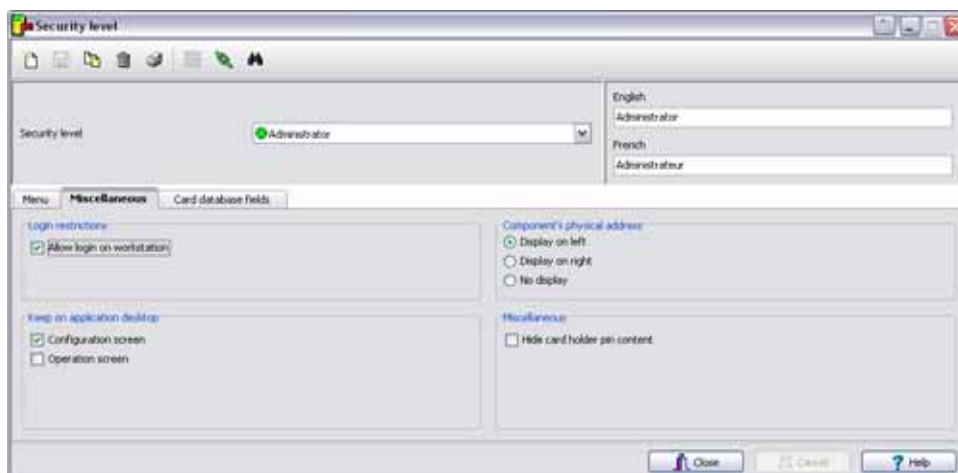 Security level
English
Administrator
Security level
Administrator
French
Administrateur
Menu
Miscellaneous
Card database fields
Login restrictions
Allow login on workstation
Component's physical address
Display on left
Display on right
No display
Keep on application desktop
Configuration screen
Operation screen
Miscellaneous
Hide card holder pin content
Close
Cancel
Help